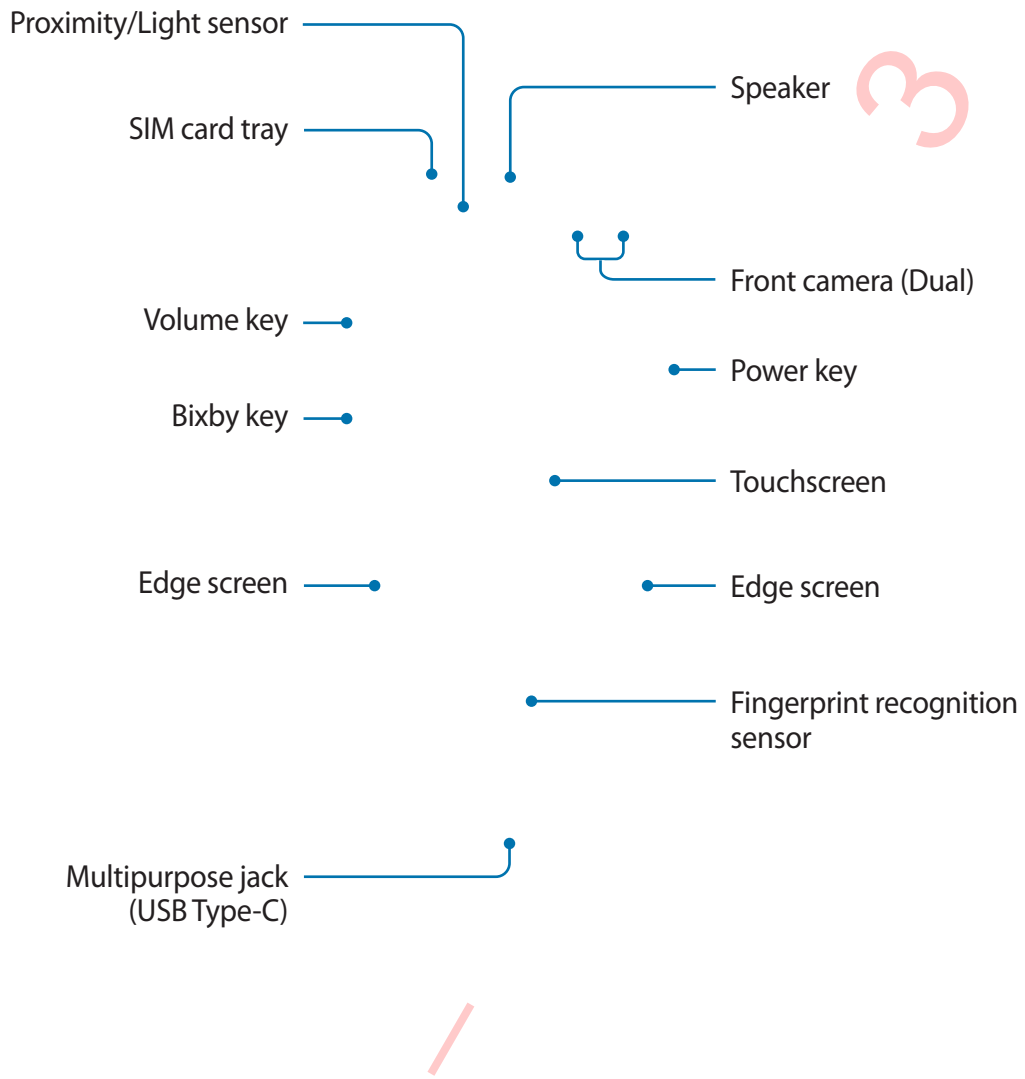 Proximity/Light sensor
SIM card tray
Volume key
Bixby key
Edge screen
Multipurpose jack
(USB Type-C)
Speaker
Front camera (Dual)
Power key
Touchscreen
Edge screen
Fingerprint recognition
sensor
3
/